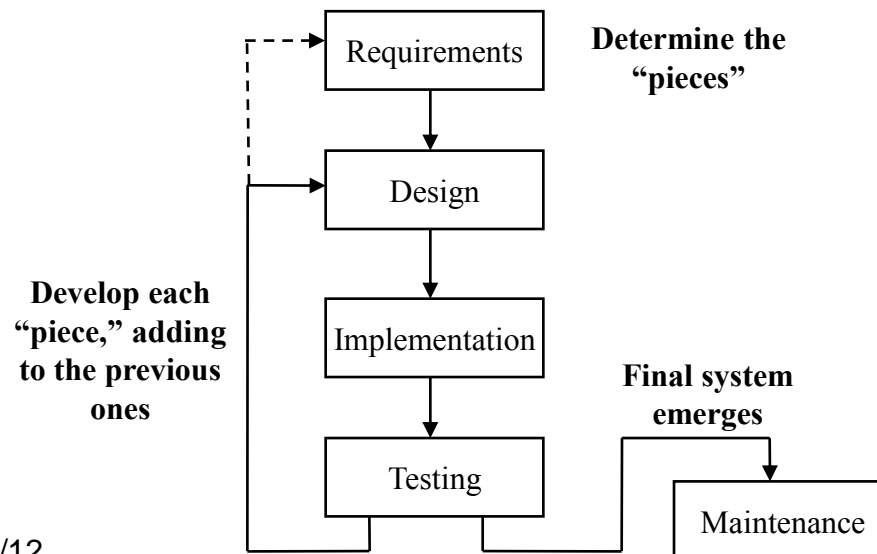 Requirements
Determine the
“pieces”
Design
Develop each
“piece,” adding
to the previous
ones
Implementation
Final system
emerges
Testing
Maintenance
/12